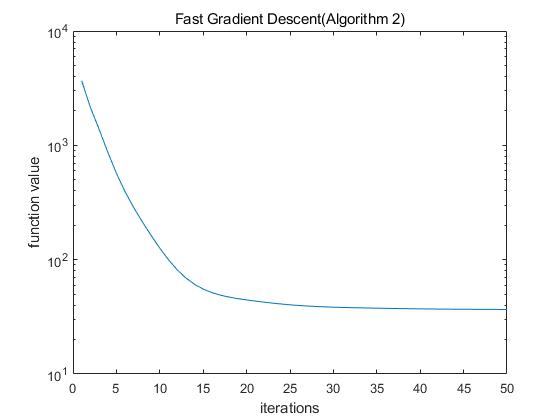 Fast Gradient Descent(Algorithm 2)
10^4
10^3
10^2
10^1
function value
0 5 10 15 20 25 30 35 40 45 50
iterations